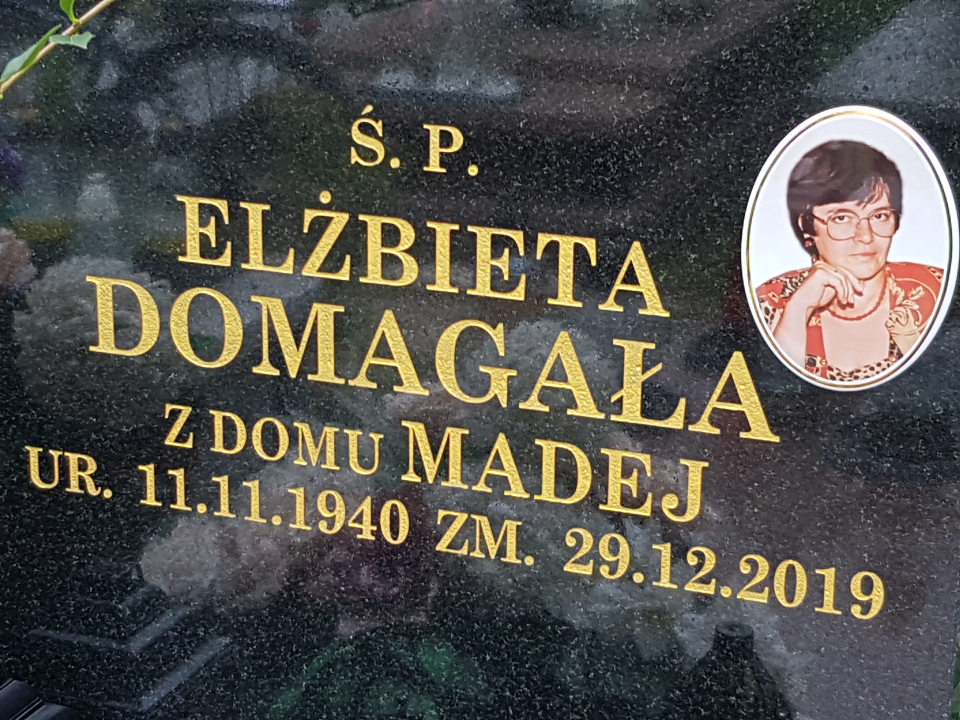 Ś. P.
ELŻBIETA
DOMAGAŁA
Z DOMU MADEJ
UR. 11.11.1940 ZM. 29.12.2019